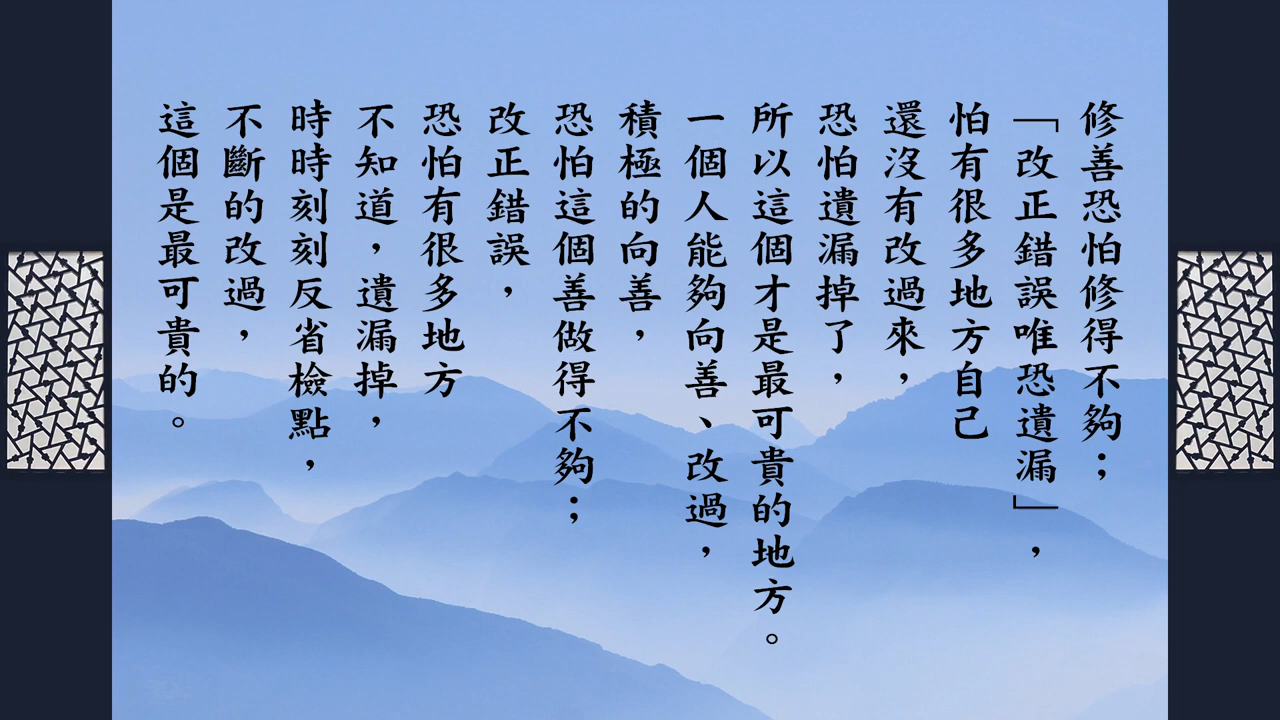 修善恐怕修得不夠；
「改正錯誤唯恐遺漏」，
怕有很多地方自己
還沒有改過來，
恐怕遺漏掉了，
所以這個才是最可貴的地方。
一個人能夠向善、改過，
積極的向善，
恐怕這個善做得不夠；
改正錯誤，
恐怕有很多地方
不知道，遺漏掉，
時時刻刻反省檢點，
不斷的改過，
這個是最可貴的。